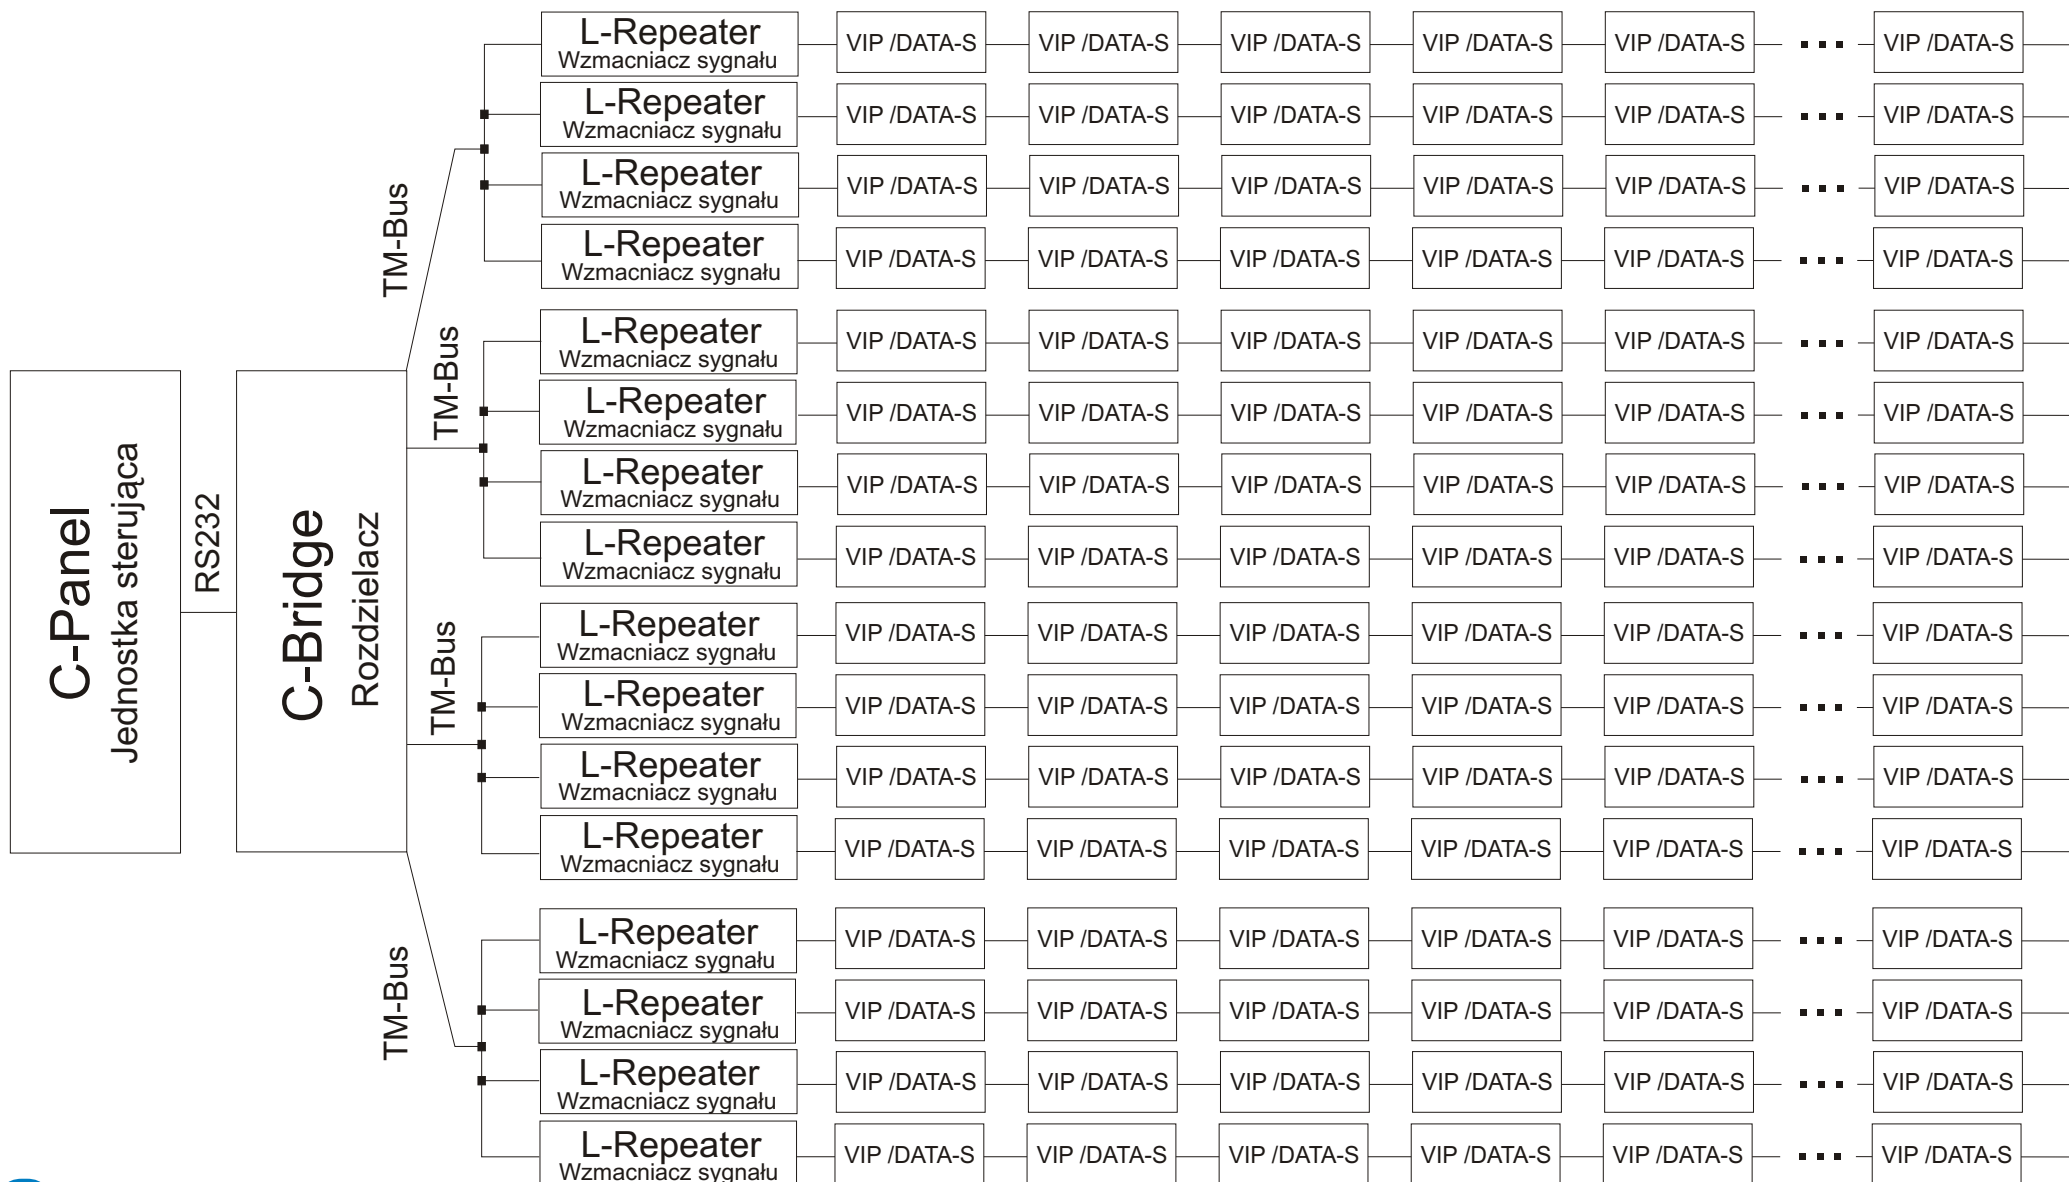 C-Panel
Jednostka sterująca
RS232
C-Bridge
Rozdzielacz
TM-Bus
L-Repeater
Wzmacniacz sygnału
VIP /DATA-S VIP /DATA-S VIP /DATA-S VIP /DATA-S VIP /DATA-S ... VIP /DATA-S
L-Repeater
Wzmacniacz sygnału
VIP /DATA-S VIP /DATA-S VIP /DATA-S VIP /DATA-S VIP /DATA-S ... VIP /DATA-S
L-Repeater
Wzmacniacz sygnału
VIP /DATA-S VIP /DATA-S VIP /DATA-S VIP /DATA-S VIP /DATA-S ... VIP /DATA-S
L-Repeater
Wzmacniacz sygnału
VIP /DATA-S VIP /DATA-S VIP /DATA-S VIP /DATA-S VIP /DATA-S ... VIP /DATA-S
TM-Bus
L-Repeater
Wzmacniacz sygnału
VIP /DATA-S VIP /DATA-S VIP /DATA-S VIP /DATA-S VIP /DATA-S ... VIP /DATA-S
L-Repeater
Wzmacniacz sygnału
VIP /DATA-S VIP /DATA-S VIP /DATA-S VIP /DATA-S VIP /DATA-S ... VIP /DATA-S
L-Repeater
Wzmacniacz sygnału
VIP /DATA-S VIP /DATA-S VIP /DATA-S VIP /DATA-S VIP /DATA-S ... VIP /DATA-S
L-Repeater
Wzmacniacz sygnału
VIP /DATA-S VIP /DATA-S VIP /DATA-S VIP /DATA-S VIP /DATA-S ... VIP /DATA-S
TM-Bus
L-Repeater
Wzmacniacz sygnału
VIP /DATA-S VIP /DATA-S VIP /DATA-S VIP /DATA-S VIP /DATA-S ... VIP /DATA-S
L-Repeater
Wzmacniacz sygnału
VIP /DATA-S VIP /DATA-S VIP /DATA-S VIP /DATA-S VIP /DATA-S ... VIP /DATA-S
L-Repeater
Wzmacniacz sygnału
VIP /DATA-S VIP /DATA-S VIP /DATA-S VIP /DATA-S VIP /DATA-S ... VIP /DATA-S
L-Repeater
Wzmacniacz sygnału
VIP /DATA-S VIP /DATA-S VIP /DATA-S VIP /DATA-S VIP /DATA-S ... VIP /DATA-S
TM-Bus
L-Repeater
Wzmacniacz sygnału
VIP /DATA-S VIP /DATA-S VIP /DATA-S VIP /DATA-S VIP /DATA-S ... VIP /DATA-S
L-Repeater
Wzmacniacz sygnału
VIP /DATA-S VIP /DATA-S VIP /DATA-S VIP /DATA-S VIP /DATA-S ... VIP /DATA-S
L-Repeater
Wzmacniacz sygnału
VIP /DATA-S VIP /DATA-S VIP /DATA-S VIP /DATA-S VIP /DATA-S ... VIP /DATA-S
L-Repeater
Wzmacniacz sygnału
VIP /DATA-S VIP /DATA-S VIP /DATA-S VIP /DATA-S VIP /DATA-S ... VIP /DATA-S